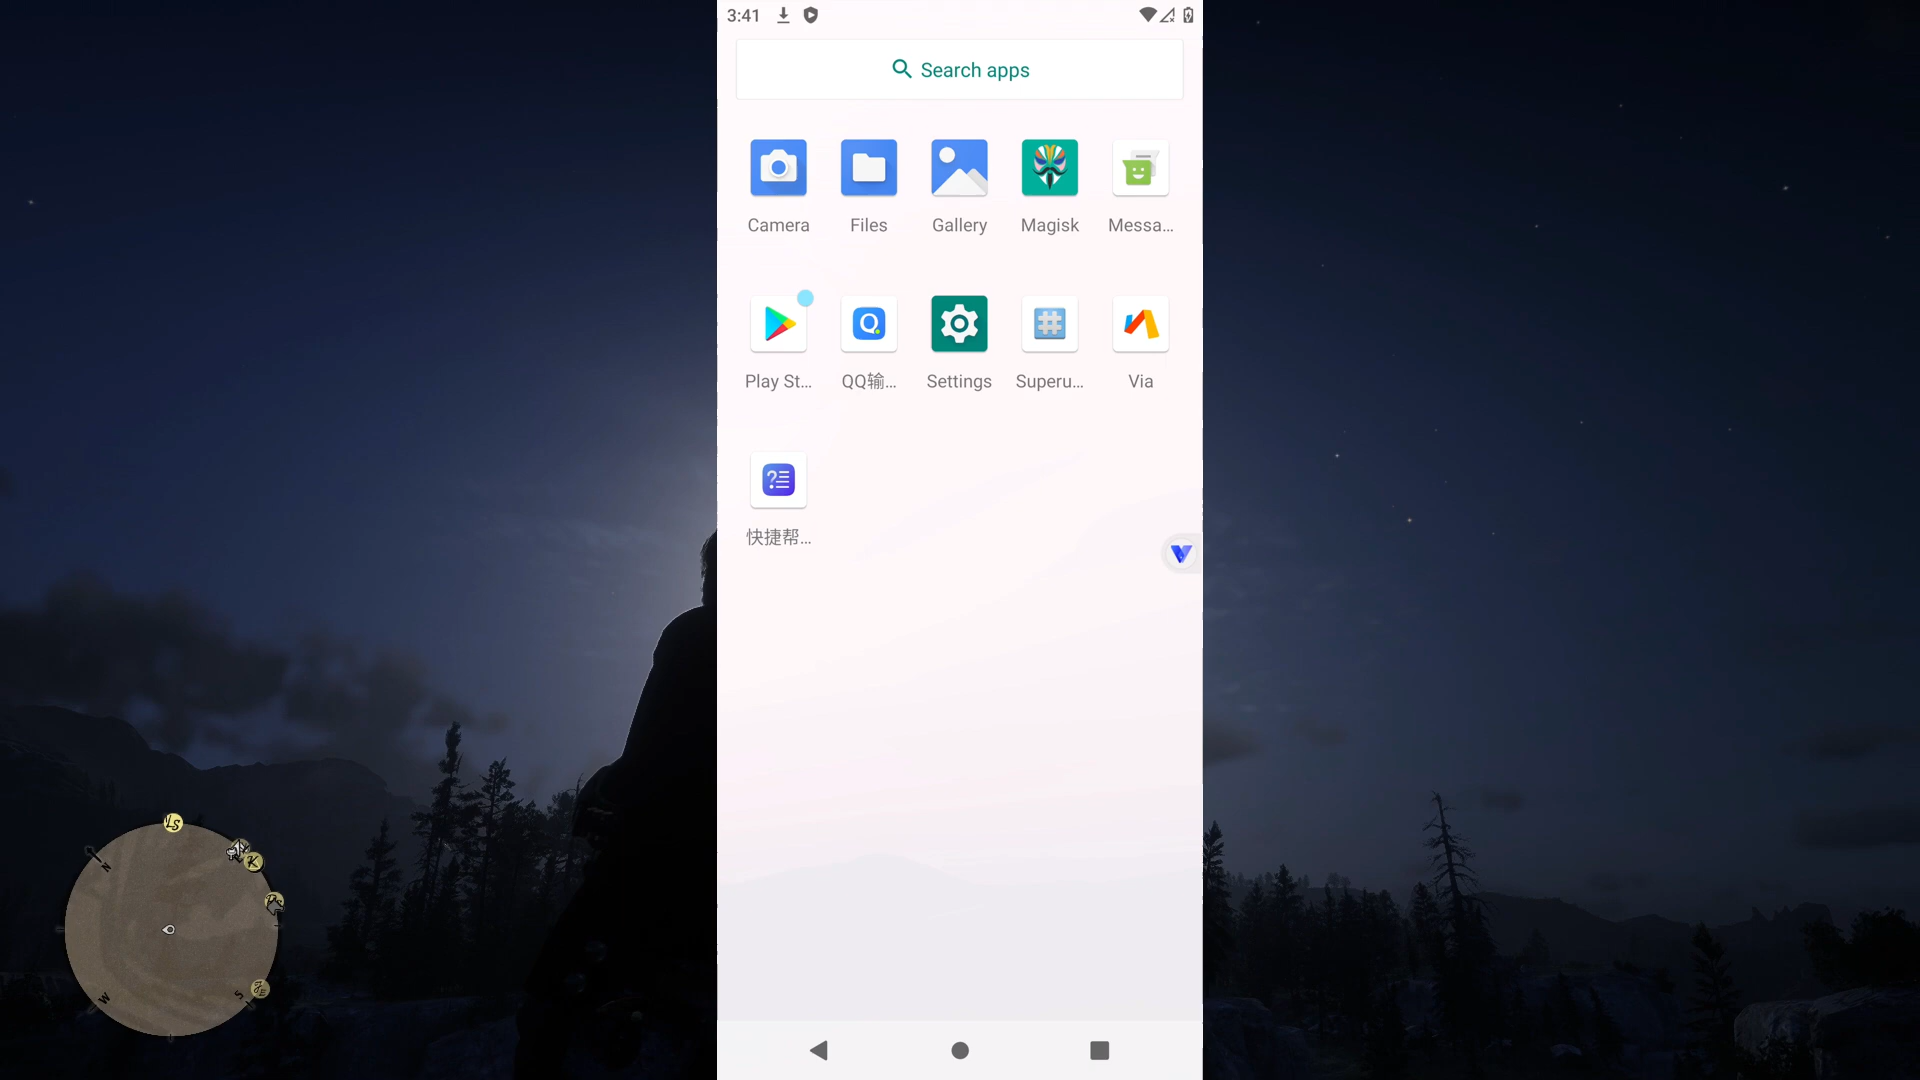 3:41
Search apps
Camera
Files
Gallery
Magisk
Messa...
Play St...
QQ输...
Settings
Superu...
Via
快捷帮...
LS
K
N
W
S